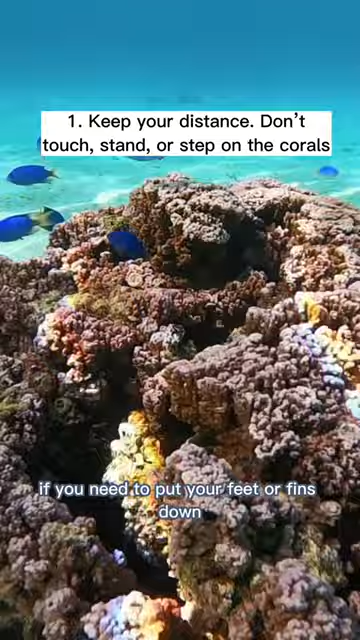 1. Keep your distance. Don't
touch, stand, or step on the corals
if you need to put your feet or fins
down